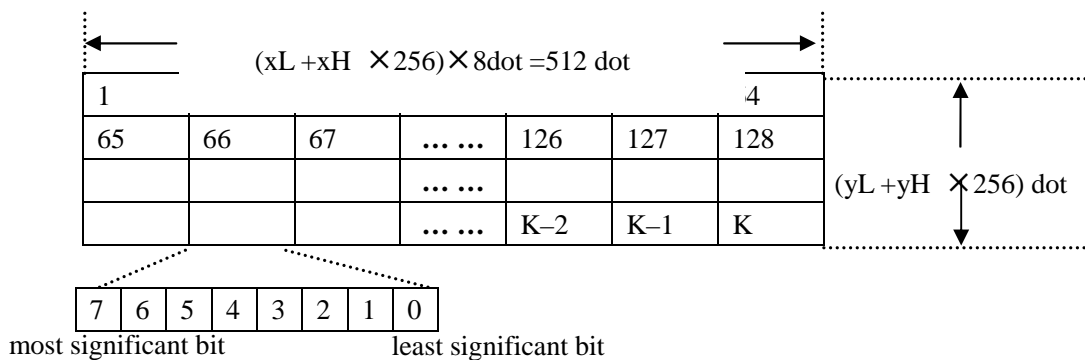 (xL +xH ×256)×8dot =512 dot
1
65 66 67 … … 126 127 128
… …
(yL +yH ×256) dot
… … K–2 K–1 K
7 6 5 4 3 2 1 0
most significant bit least significant bit